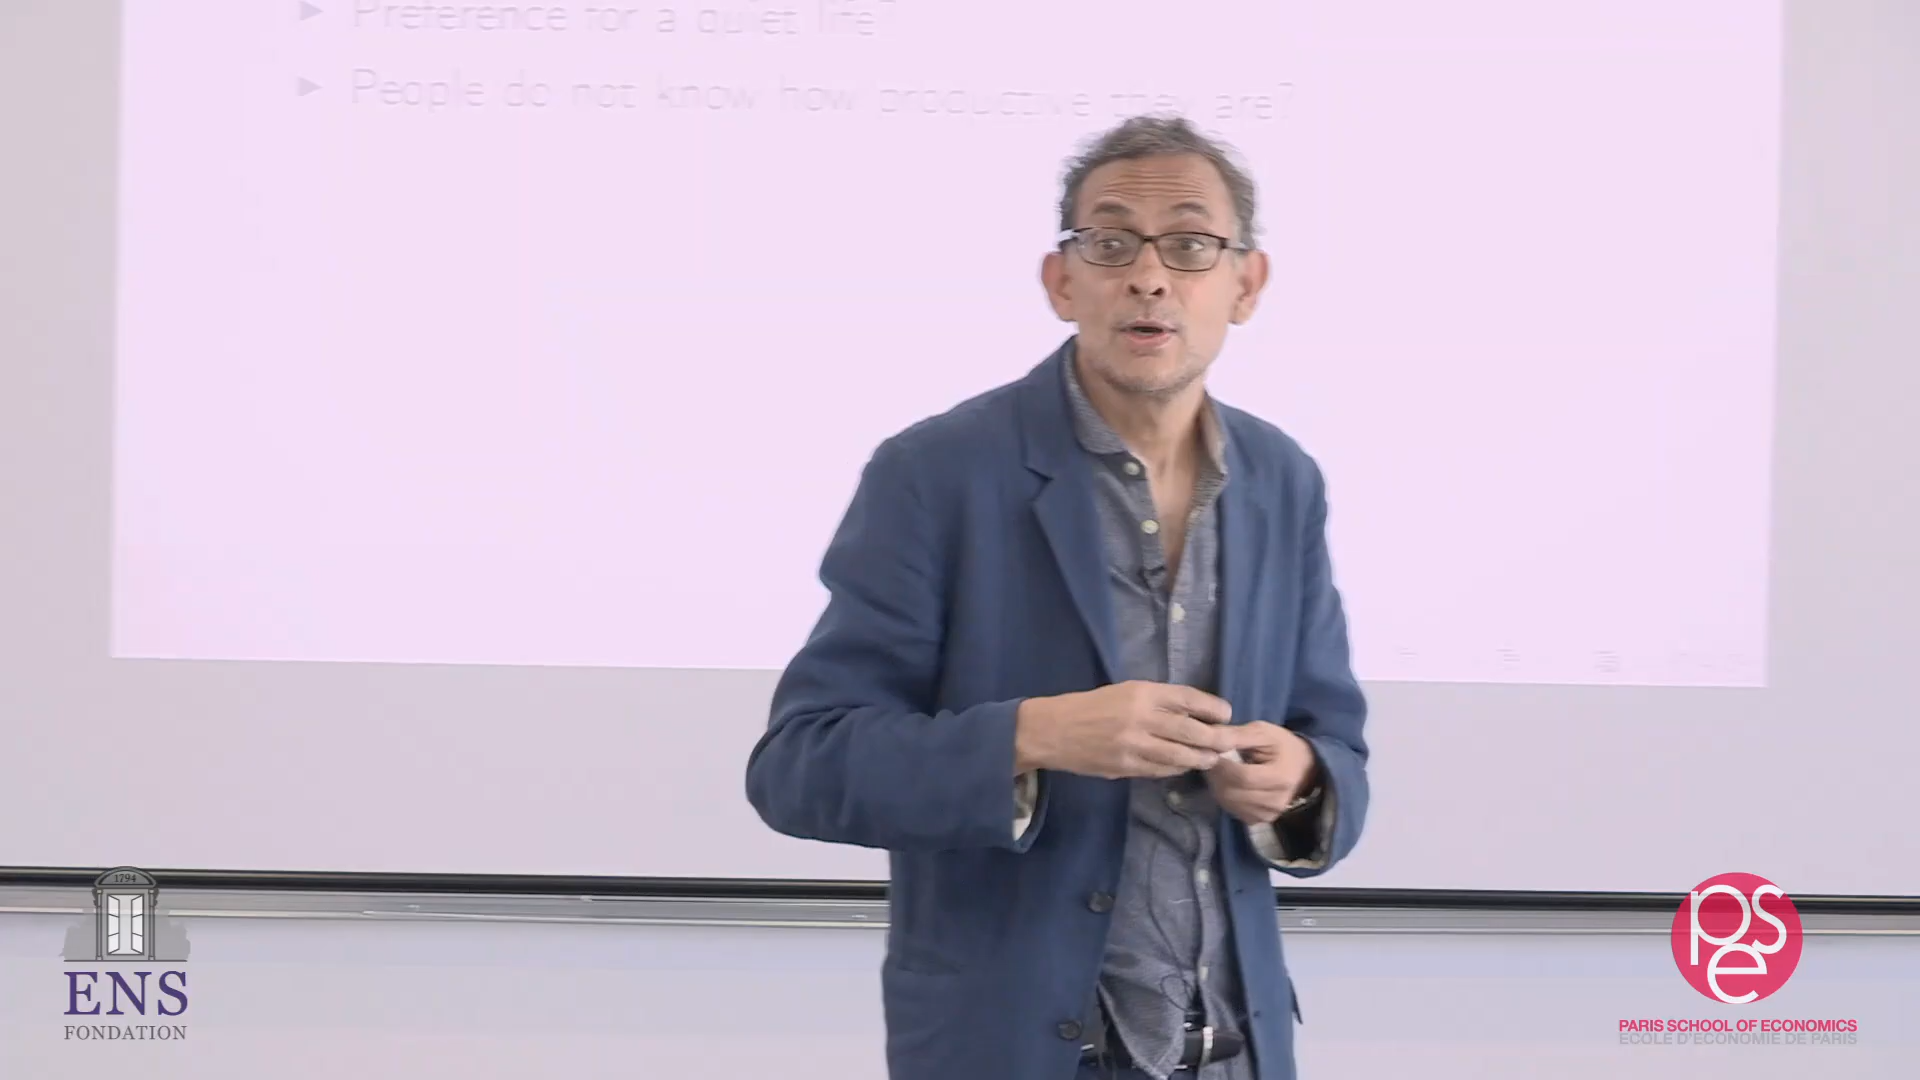 ▶ Preference for a quiet life"
▶ People do not know how productive they are?
1794
ENS
FONDATION
pse
PARIS SCHOOL OF ECONOMICS
ECOLE D'ECONOMIE DE PARIS